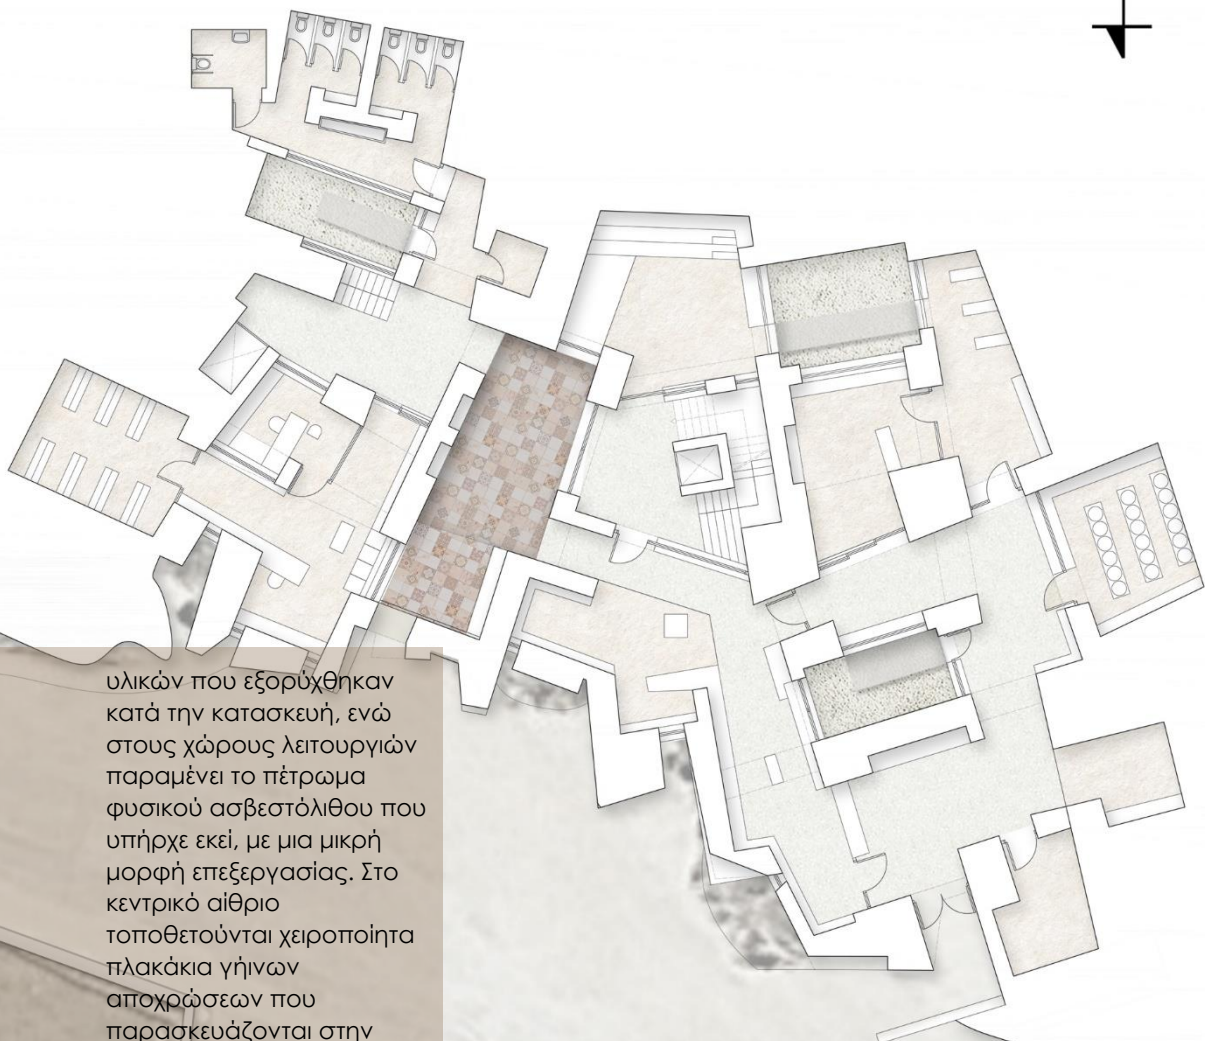 υλικών που εξορύχθηκαν
κατά την κατασκευή, ενώ
στους χώρους λειτουργιών
παραμένει το πέτρωμα
φυσικού ασβεστόλιθου που
υπήρχε εκεί, με μια μικρή
μορφή επεξεργασίας. Στο
κεντρικό αίθριο
τοποθετούνται χειροποίητα
πλακάκια γήινων
αποχρώσεων που
παρασκευάζονται στην